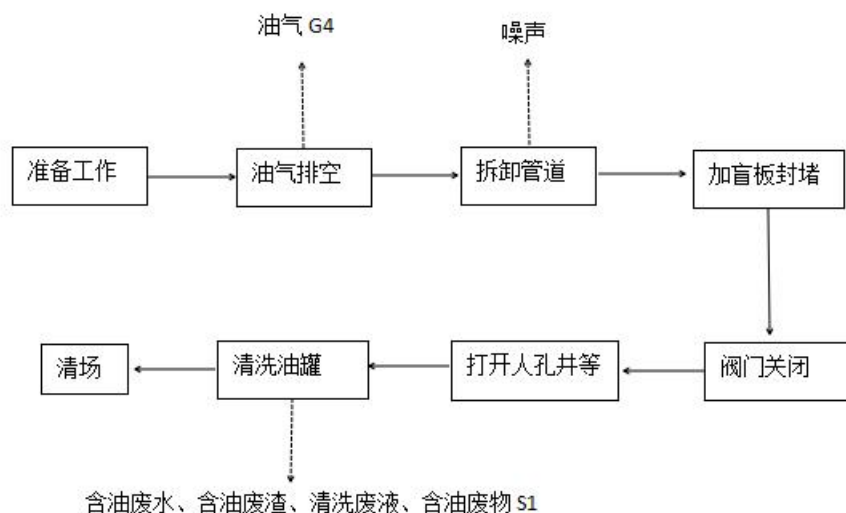 油气 G4
噪声
准备工作
油气排空
拆卸管道
加盲板封堵
清场
清洗油罐
打开人孔井等
阀门关闭
含油废水、含油废渣、清洗废液、含油废物 S1